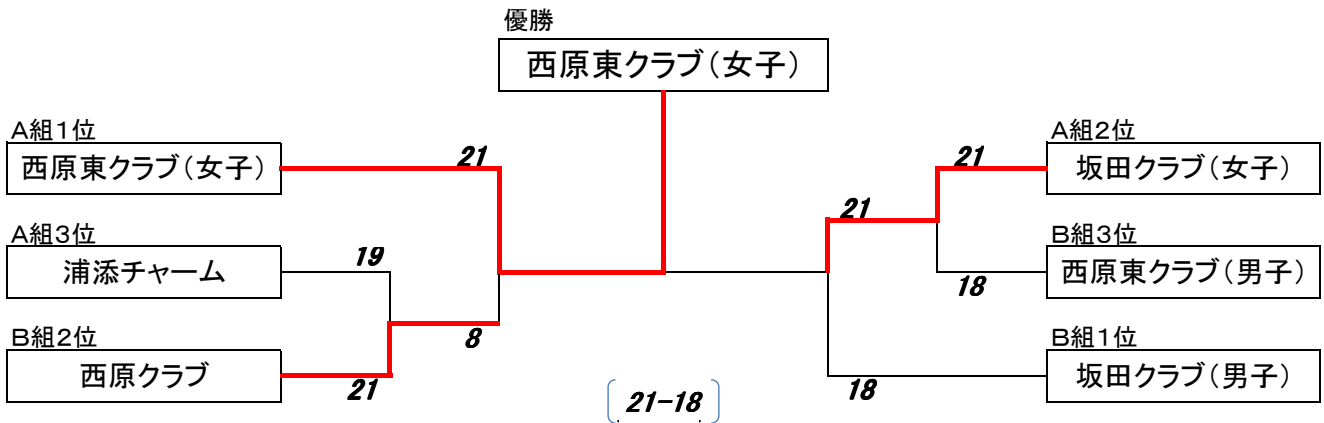 優勝
西原東クラブ(女子)
A組1位
西原東クラブ(女子)
21
A組3位
浦添チャーム
19
B組2位
西原クラブ
21
8
A組2位
坂田クラブ(女子)
21
21
B組3位
西原東クラブ(男子)
18
B組1位
坂田クラブ(男子)
18
21-18